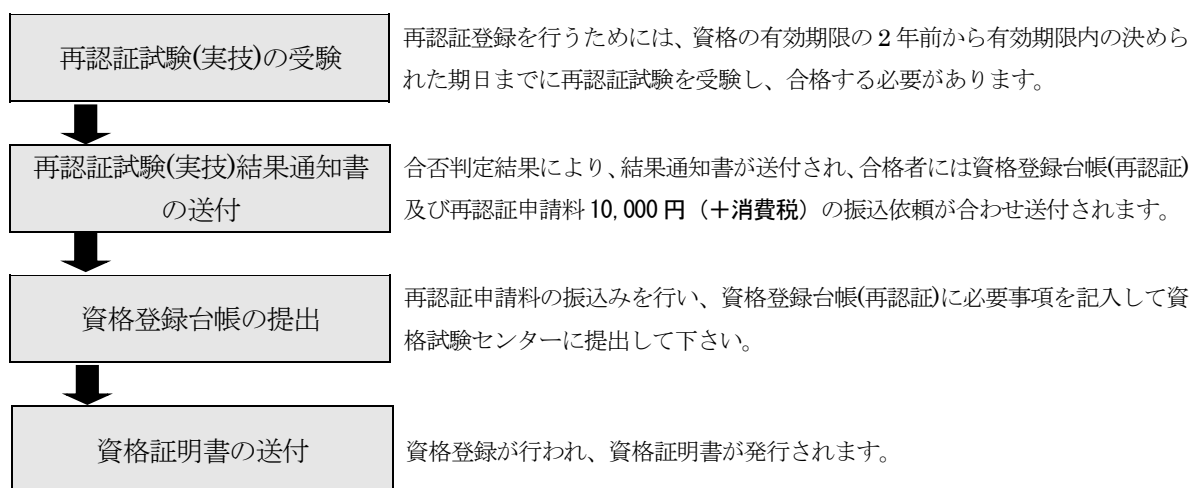 再認証試験(実技)の受験
再認証登録を行うためには、資格の有効期限の2年前から有効期限内の決めら
れた期日までに再認証試験を受験し、合格する必要があります。
再認証試験(実技)結果通知書
の送付
合否判定結果により、結果通知書が送付され、合格者には資格登録台帳(再認証)
及び再認証申請料10,000円（＋消費税）の振込依頼が合わせ送付されます。
資格登録台帳の提出
再認証申請料の振込みを行い、資格登録台帳(再認証)に必要事項を記入して資
格試験センターに提出して下さい。
資格証明書の送付
資格登録が行われ、資格証明書が発行されます。